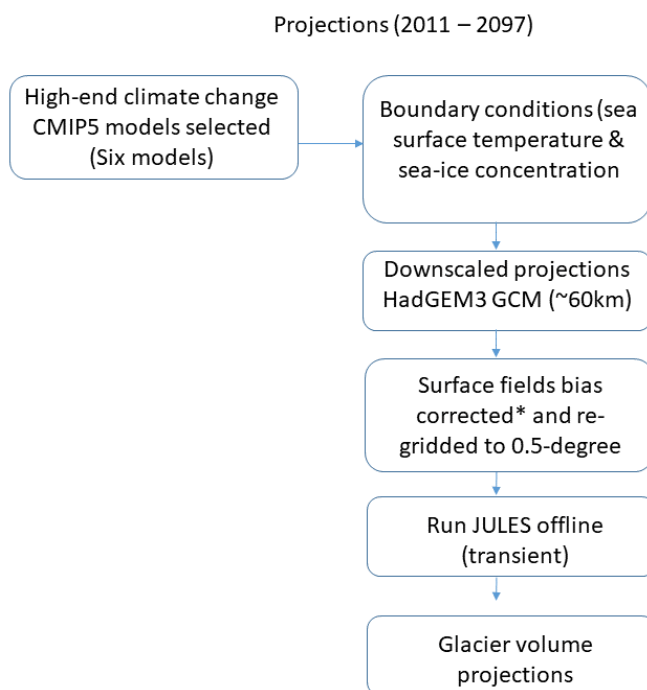 Projections (2011 – 2097)
High-end climate change
CMIP5 models selected
(Six models)
Boundary conditions (sea
surface temperature &
sea-ice concentration
Downscaled projections
HadGEM3 GCM (~60km)
Surface fields bias
corrected* and re-
gridded to 0.5-degree
Run JULES offline
(transient)
Glacier volume
projections